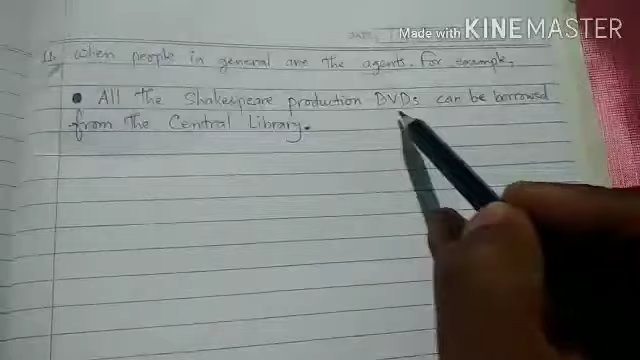 Made with KINEMASTER
11. When people in general are the agents. For example,
• All the Shakespeare production DVDs can be borrowed
from the Central Library.